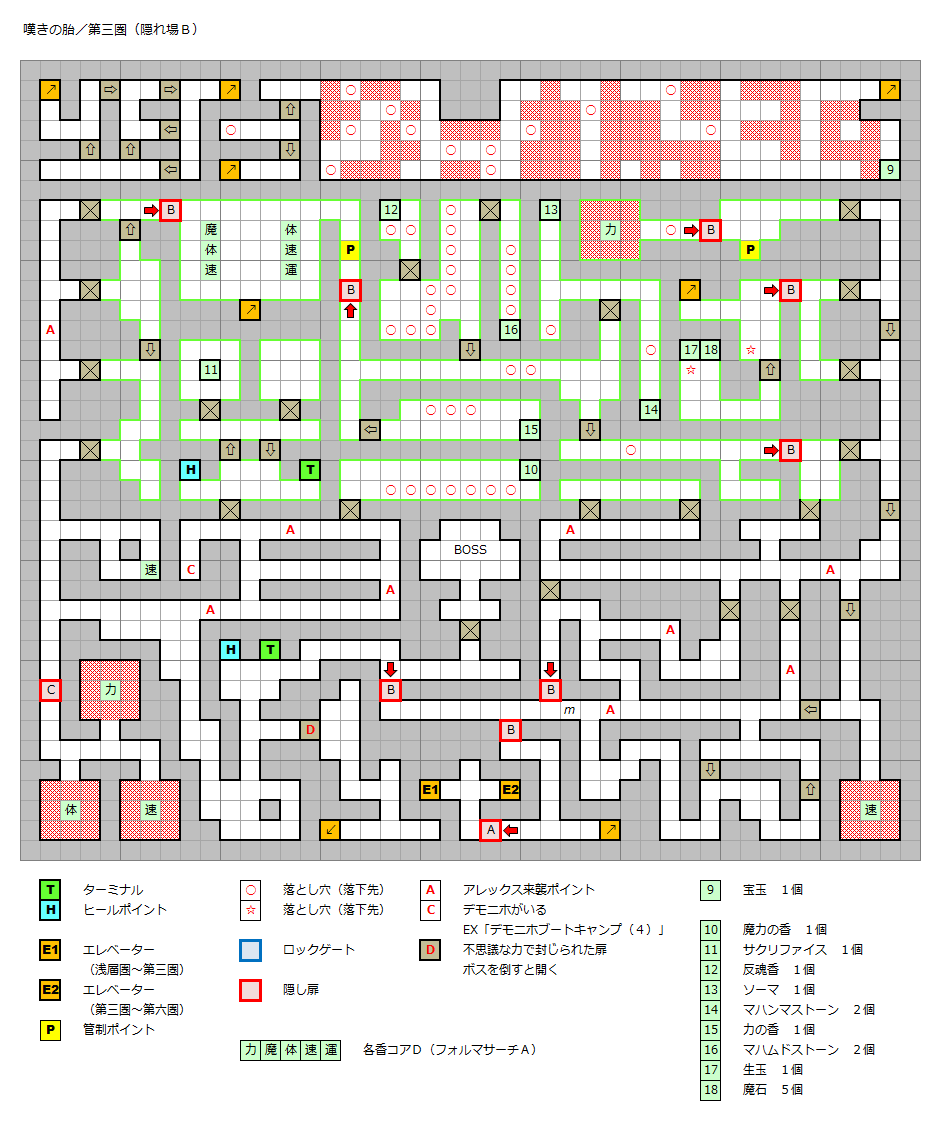 嘆きの胎／第三圏（隠れ場Ｂ）
9
B 12 13
魔 体 力 B
体 速 P P
速 運
B B
A 16
17 18
11
14
15
B
H T 10
A A
BOSS
速 C A
A
A
H T
A
C 力 B B
m A
D B
E1 E2
体 速 速
A
T ターミナル
H ヒールポイント
E1 エレベーター
（浅層圏～第三圏）
E2 エレベーター
（第三圏～第六圏）
P 管制ポイント
○ 落とし穴（落下先）
☆ 落とし穴（落下先）
ロックゲート
隠し扉
力 魔 体 速 運 各香コアＤ（フォルマサーチＡ）
A アレックス来襲ポイント
C デモニホがいる
EX「デモニホブートキャンプ（４）」
D 不思議な力で封じられた扉
ボスを倒すと開く
9 宝玉　１個
10 魔力の香　１個
11 サクリファイス　１個
12 反魂香　１個
13 ソーマ　１個
14 マハンマストーン　２個
15 力の香　１個
16 マハムドストーン　２個
17 生玉　１個
18 魔石　５個